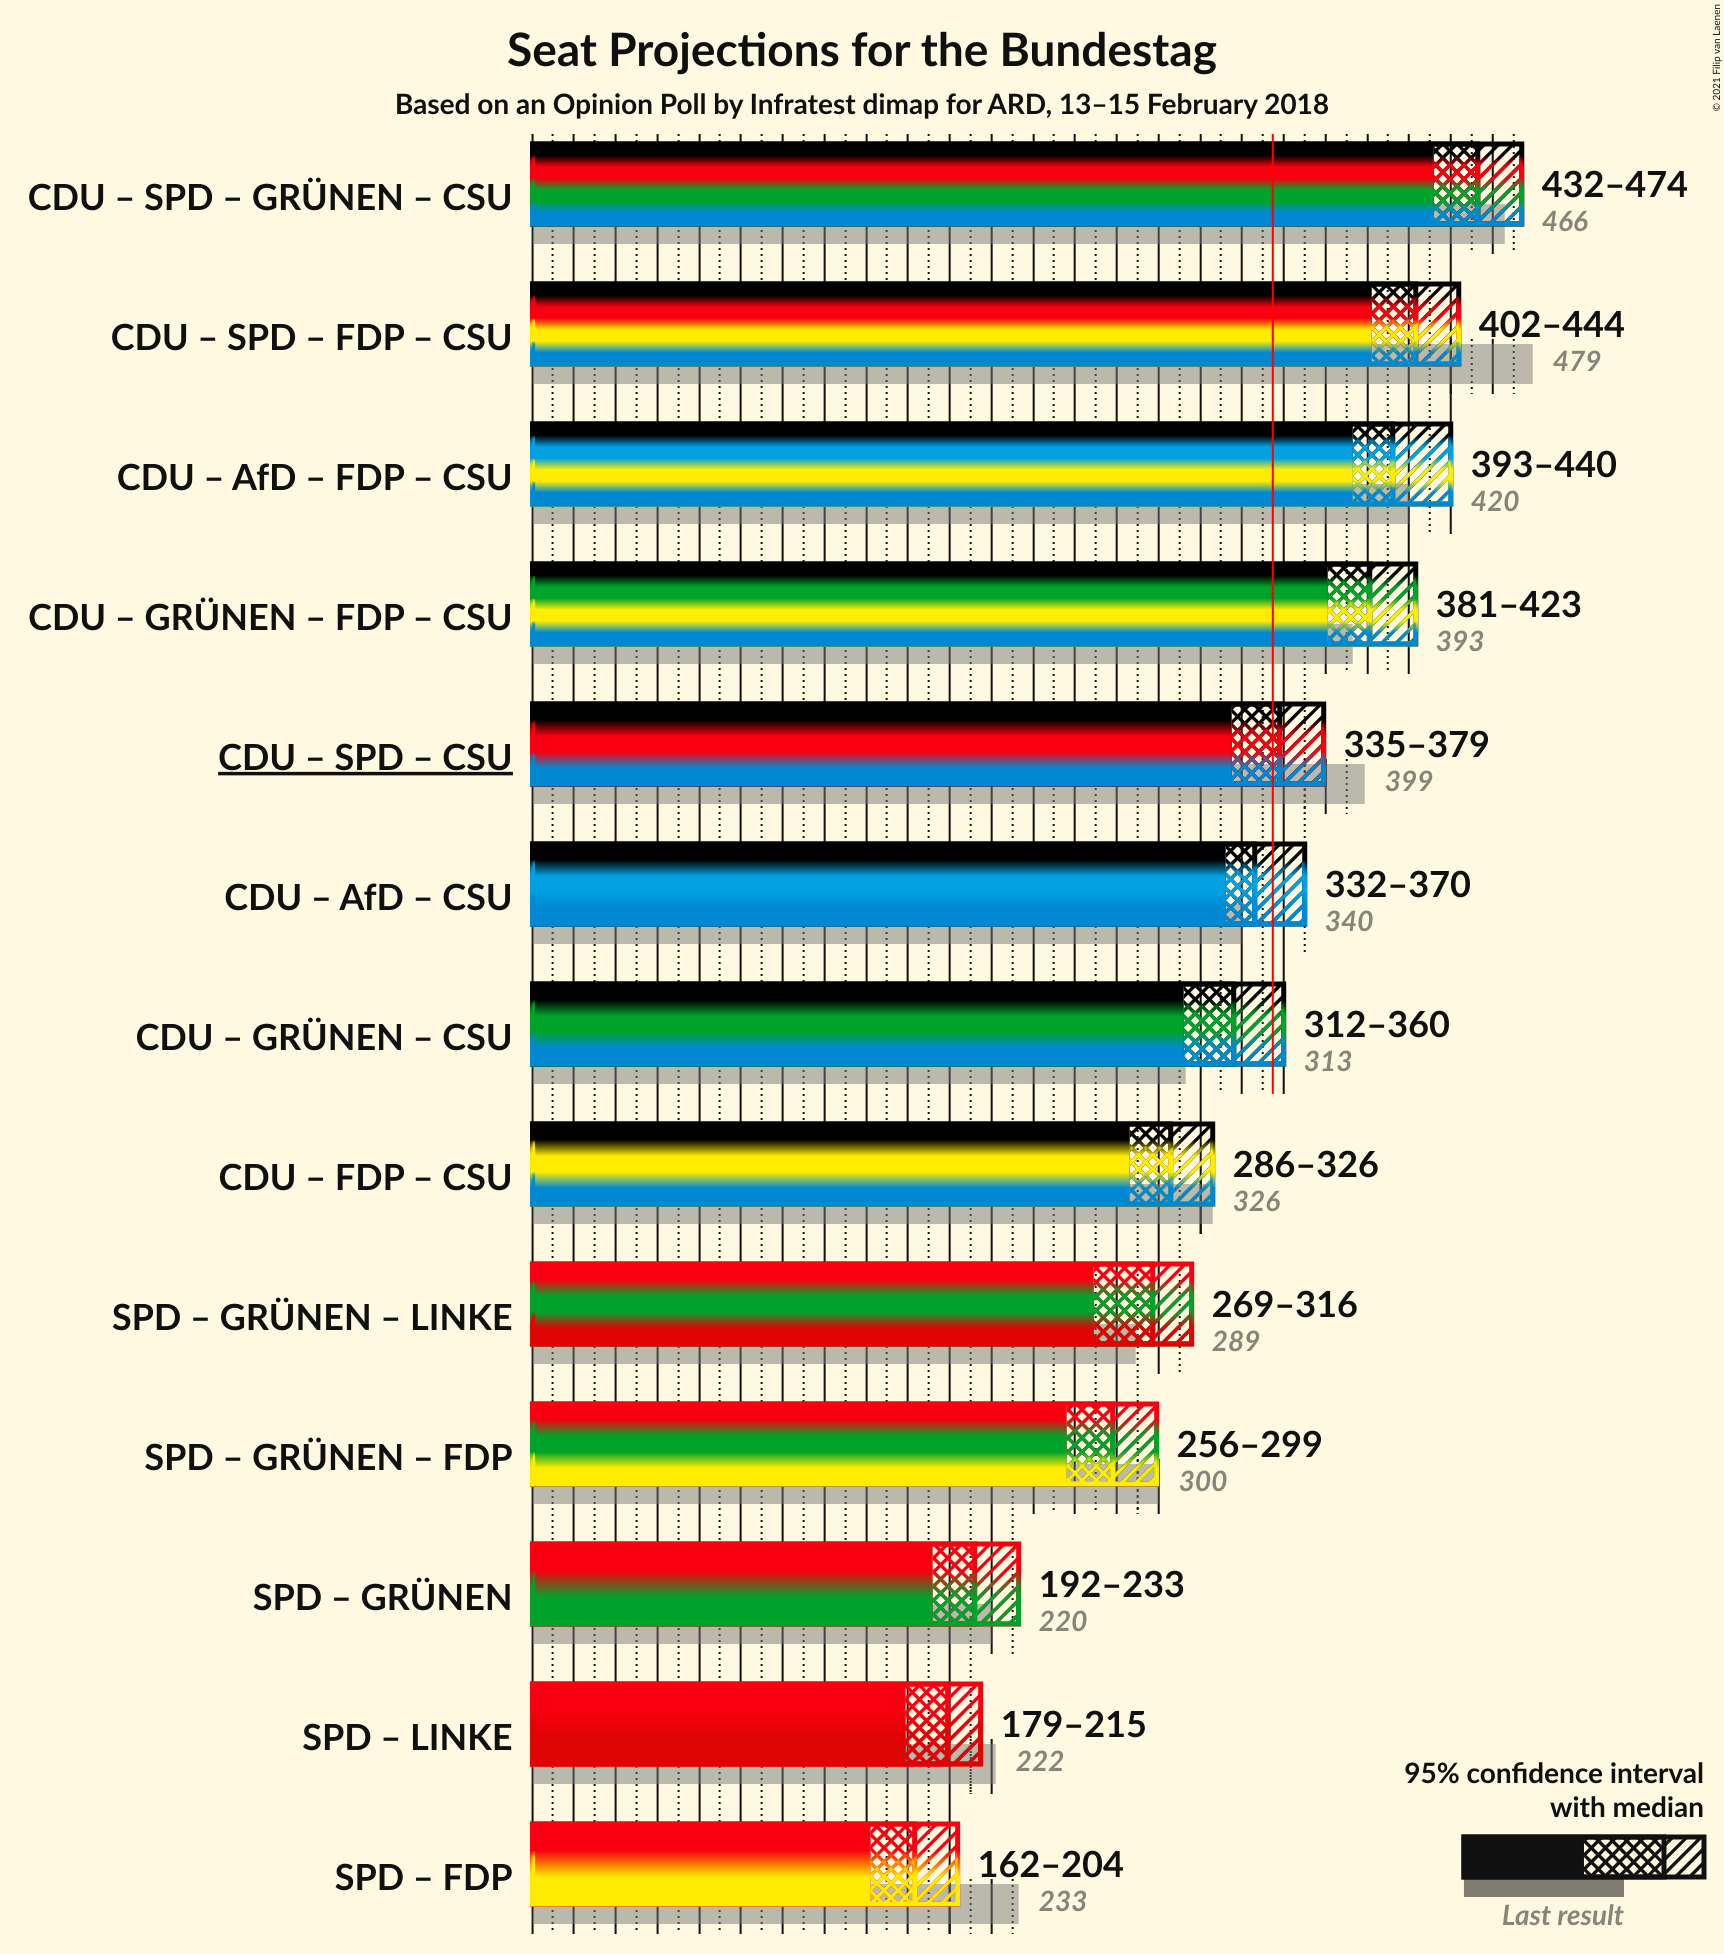 Seat Projections for the Bundestag
Based on an Opinion Poll by Infratest dimap for ARD, 13–15 February 2018
© 2021 Filip van Laenen
CDU – SPD – GRÜNEN – CSU
432–474
466
CDU – SPD – FDP – CSU
402–444
479
CDU – AfD – FDP – CSU
393–440
420
CDU – GRÜNEN – FDP – CSU
381–423
393
CDU – SPD – CSU
335–379
399
CDU – AfD – CSU
332–370
340
CDU – GRÜNEN – CSU
312–360
313
CDU – FDP – CSU
286–326
326
SPD – GRÜNEN – LINKE
269–316
289
SPD – GRÜNEN – FDP
256–299
300
SPD – GRÜNEN
192–233
220
SPD – LINKE
179–215
222
SPD – FDP
162–204
233
95% confidence interval
with median
Last result